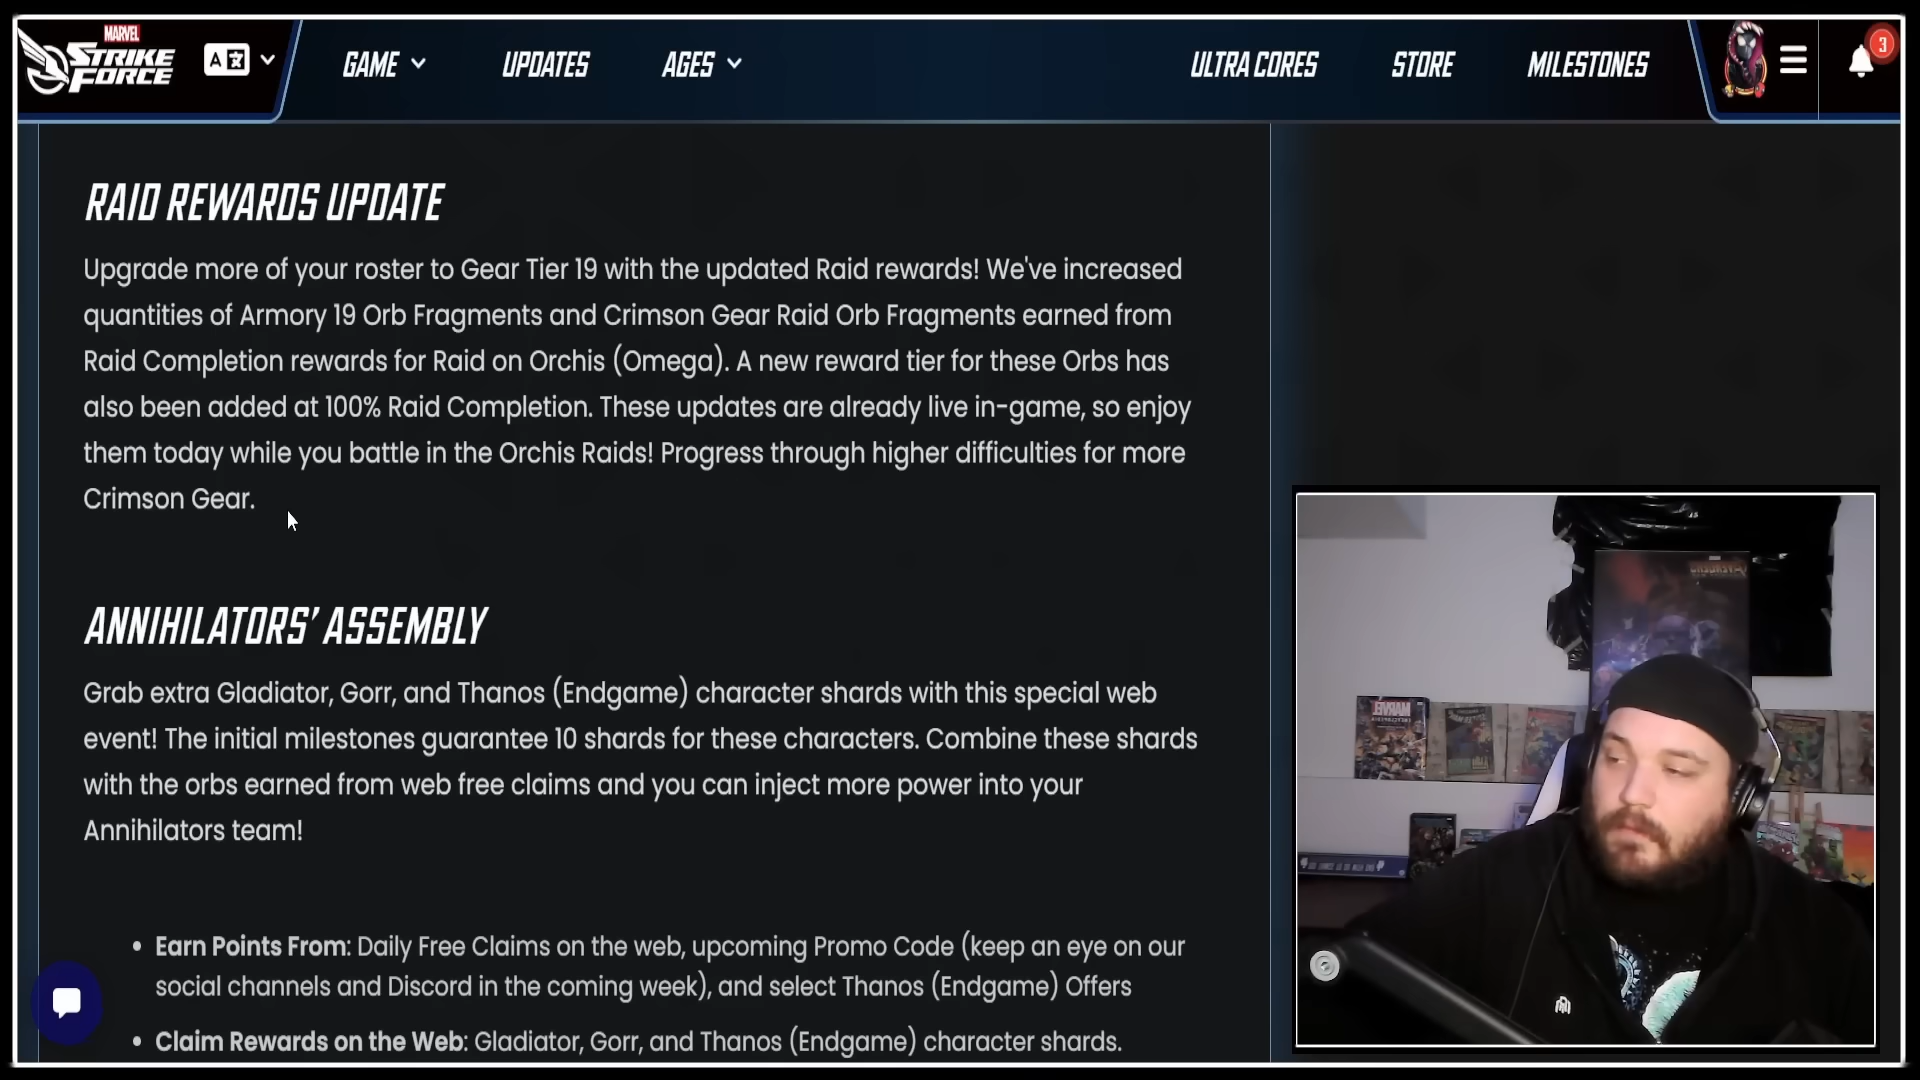 MARVEL
STRIKE
FORCE
A
GAME
UPDATES
AGES
ULTRA CORES
STORE
MILESTONES
3
RAID REWARDS UPDATE
Upgrade more of your roster to Gear Tier 19 with the updated Raid rewards! We've increased
quantities of Armory 19 Orb Fragments and Crimson Gear Raid Orb Fragments earned from
Raid Completion rewards for Raid on Orchis (Omega). A new reward tier for these Orbs has
also been added at 100% Raid Completion. These updates are already live in-game, so enjoy
them today while you battle in the Orchis Raids! Progress through higher difficulties for more
Crimson Gear.
ANNIHILATORS’ ASSEMBLY
Grab extra Gladiator, Gorr, and Thanos (Endgame) character shards with this special web
event! The initial milestones guarantee 10 shards for these characters. Combine these shards
with the orbs earned from web free claims and you can inject more power into your
Annihilators team!
• Earn Points From: Daily Free Claims on the web, upcoming Promo Code (keep an eye on our
social channels and Discord in the coming week), and select Thanos (Endgame) Offers
• Claim Rewards on the Web: Gladiator, Gorr, and Thanos (Endgame) character shards.
MARVEL
ENCYCLOPEDIA